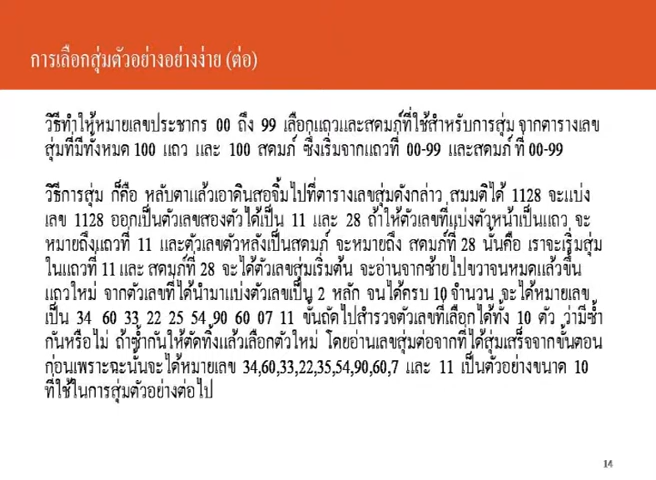 การเลือกสุ่มตัวอย่างอย่างง่าย (ต่อ)
วิธีทำให้หมายเลขประชากร 00 ถึง 99 เลือกแถวและสดมภ์ที่ใช้สำหรับการสุ่ม จากตารางเลข
สุ่มที่มีทั้งหมด 100 แถว และ 100 สดมภ์ ซึ่งเริ่มจากแถวที่ 00-99 และสดมภ์ ที่ 00-99
วิธีการสุ่ม ก็คือ หลับตาแล้วเอาดินสอจิ้มไปที่ตารางเลขสุ่มดังกล่าว สมมติได้ 1128 จะแบ่ง
เลข 1128 ออกเป็นตัวเลขสองตัวได้เป็น 11 และ 28 ถ้าให้ตัวเลขที่แบ่งตัวหน้าเป็นแถว จะ
หมายถึงแถวที่ 11 และตัวเลขตัวหลังเป็นสดมภ์ จะหมายถึง สดมภ์ที่ 28 นั้นคือ เราจะเริ่มสุ่ม
ในแถวที่ 11 และ สดมภ์ที่ 28 จะได้ตัวเลขสุ่มเริ่มต้น จะอ่านจากซ้ายไปขวาจนหมดแล้วขึ้น
แถวใหม่ จากตัวเลขที่ได้นำมาแบ่งตัวเลขเป็น 2 หลัก จนได้ครบ 10 จำนวน จะได้หมายเลข
เป็น 34 60 33 22 25 54 90 60 07 11 ขั้นถัดไปสำรวจตัวเลขที่เลือกได้ทั้ง 10 ตัว ว่ามีซ้ำ
กันหรือไม่ ถ้าซ้ำกันให้ตัดทิ้งแล้วเลือกตัวใหม่ โดยอ่านเลขสุ่มต่อจากที่ได้สุ่มเสร็จจากขั้นตอน
ก่อนเพราะฉะนั้นจะได้หมายเลข 34,60,33,22,35,54,90,60,7 และ 11 เป็นตัวอย่างขนาด 10
ที่ใช้ในการสุ่มตัวอย่างต่อไป
14